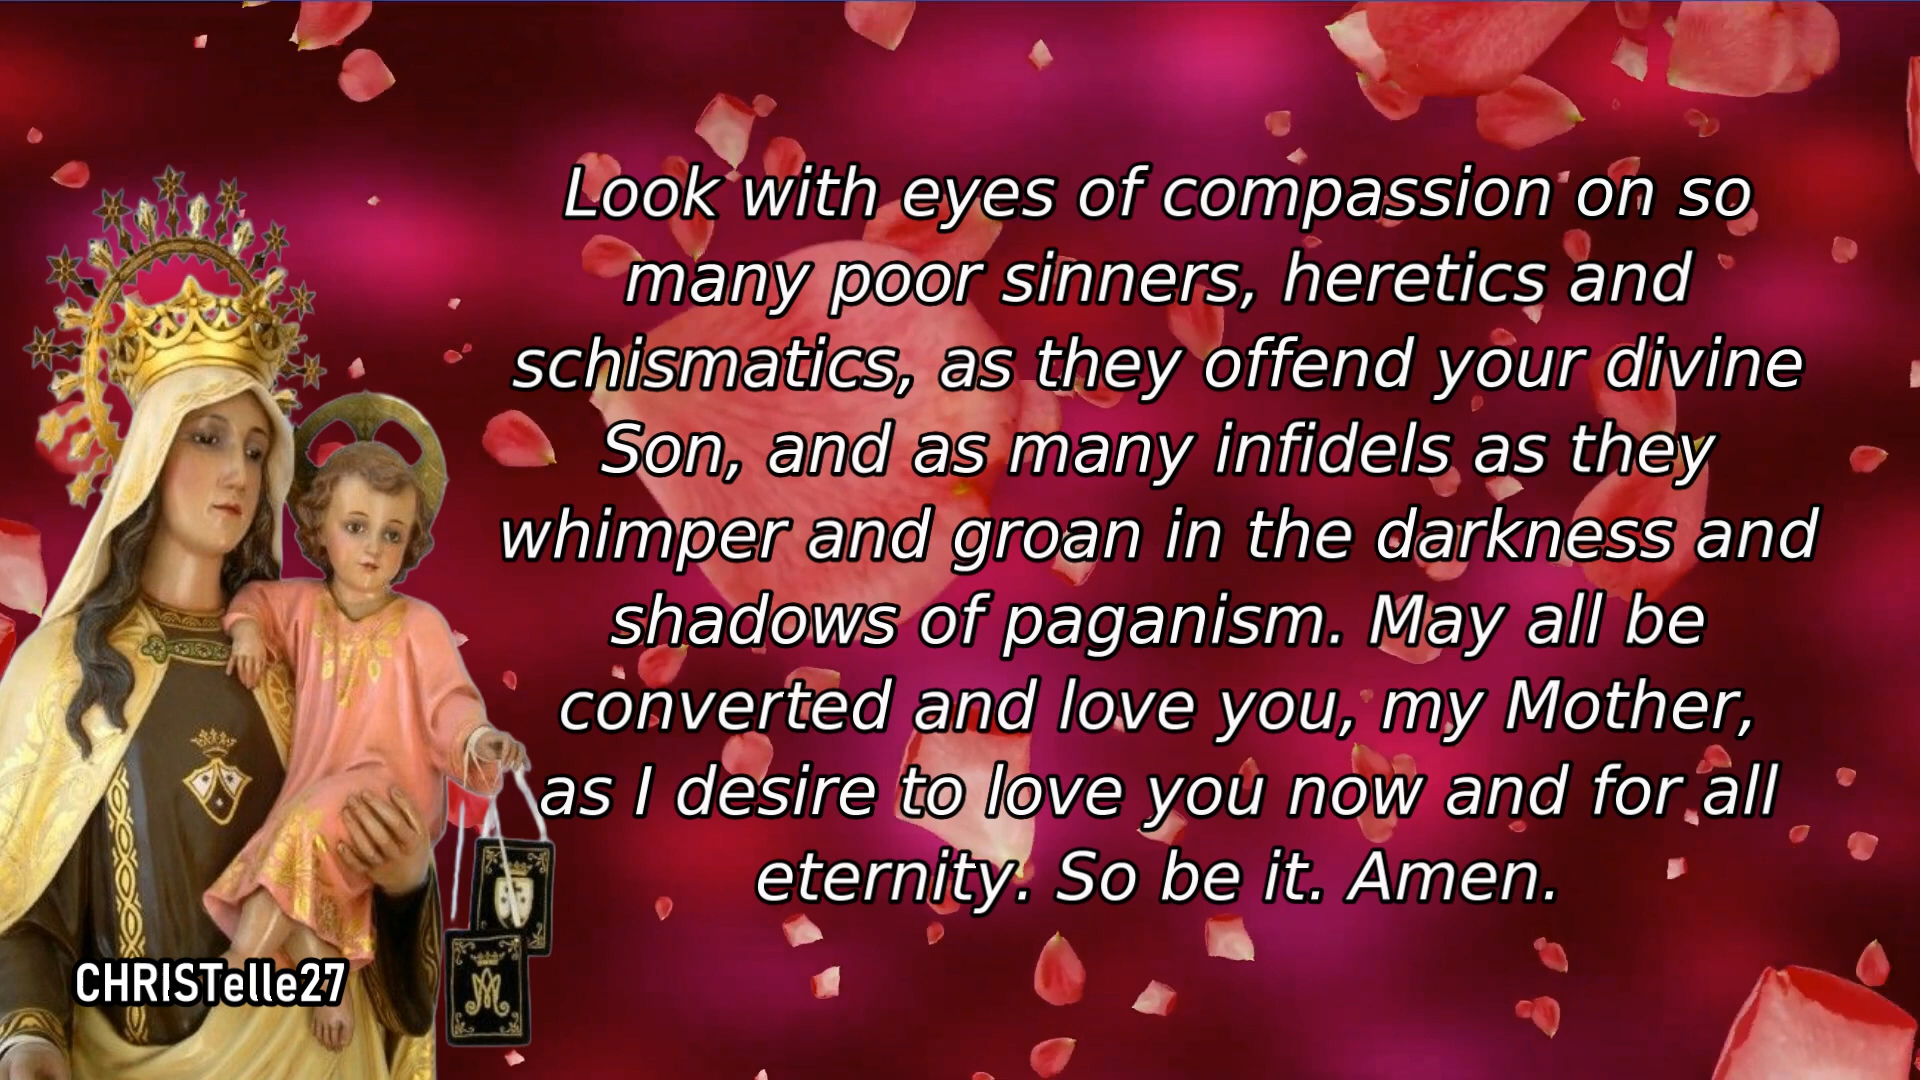 Look with eyes of compassion on so
many poor sinners, heretics and
schismatics, as they offend your divine
Son, and as many infidels as they
whimper and groan in the darkness and
shadows of paganism. May all be
converted and love you, my Mother,
as I desire to love you now and for all
eternity. So be it. Amen.
CHRISTelle27